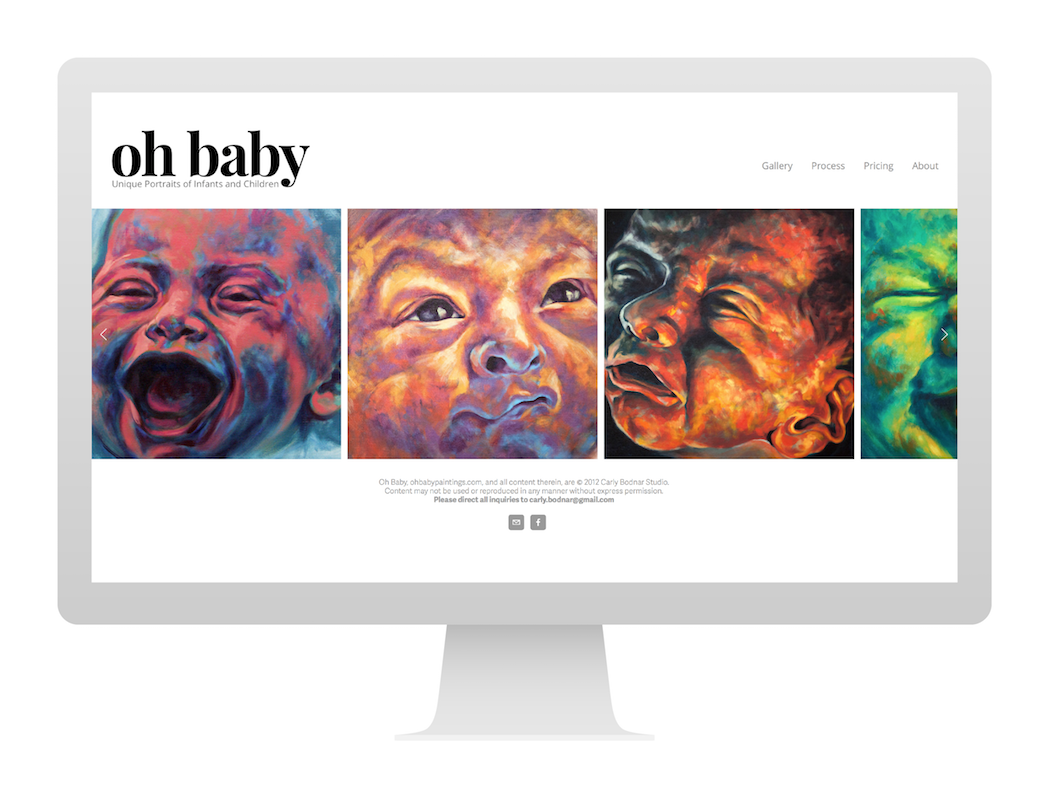 oh baby
Unique Portraits of Infants and Children
Gallery Process Pricing About
Oh Baby, ohbabypaintings.com, and all content therein, are © 2012 Carly Bodnar Studio.
Content may not be used or reproduced in any manner without express permission.
Please direct all inquiries to carly.bodnar@gmail.com
f